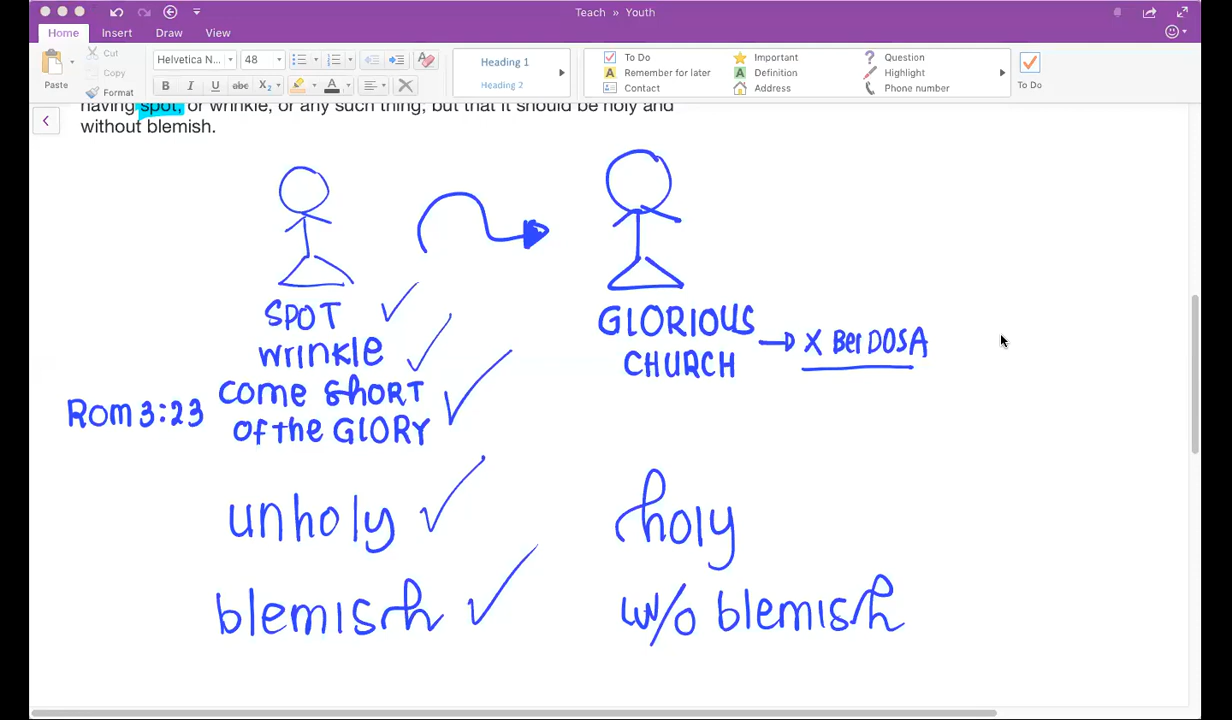 Teach » Youth
Home Insert Draw View
Cut
Copy
Paste Format
Helvetica N... 48
B I U abc X₂ A
Heading 1
Heading 2
To Do Important Question
Remember for later Definition Highlight
Contact Address Phone number
To Do
having spot, or wrinkle, or any such thing; but that it should be holy and
without blemish.
SPOT
wrinkle
Rom 3:23 come short
of the GLORY
GLORIOUS
CHURCH
X BerDOSA
unholy holy
blemish w/o blemish